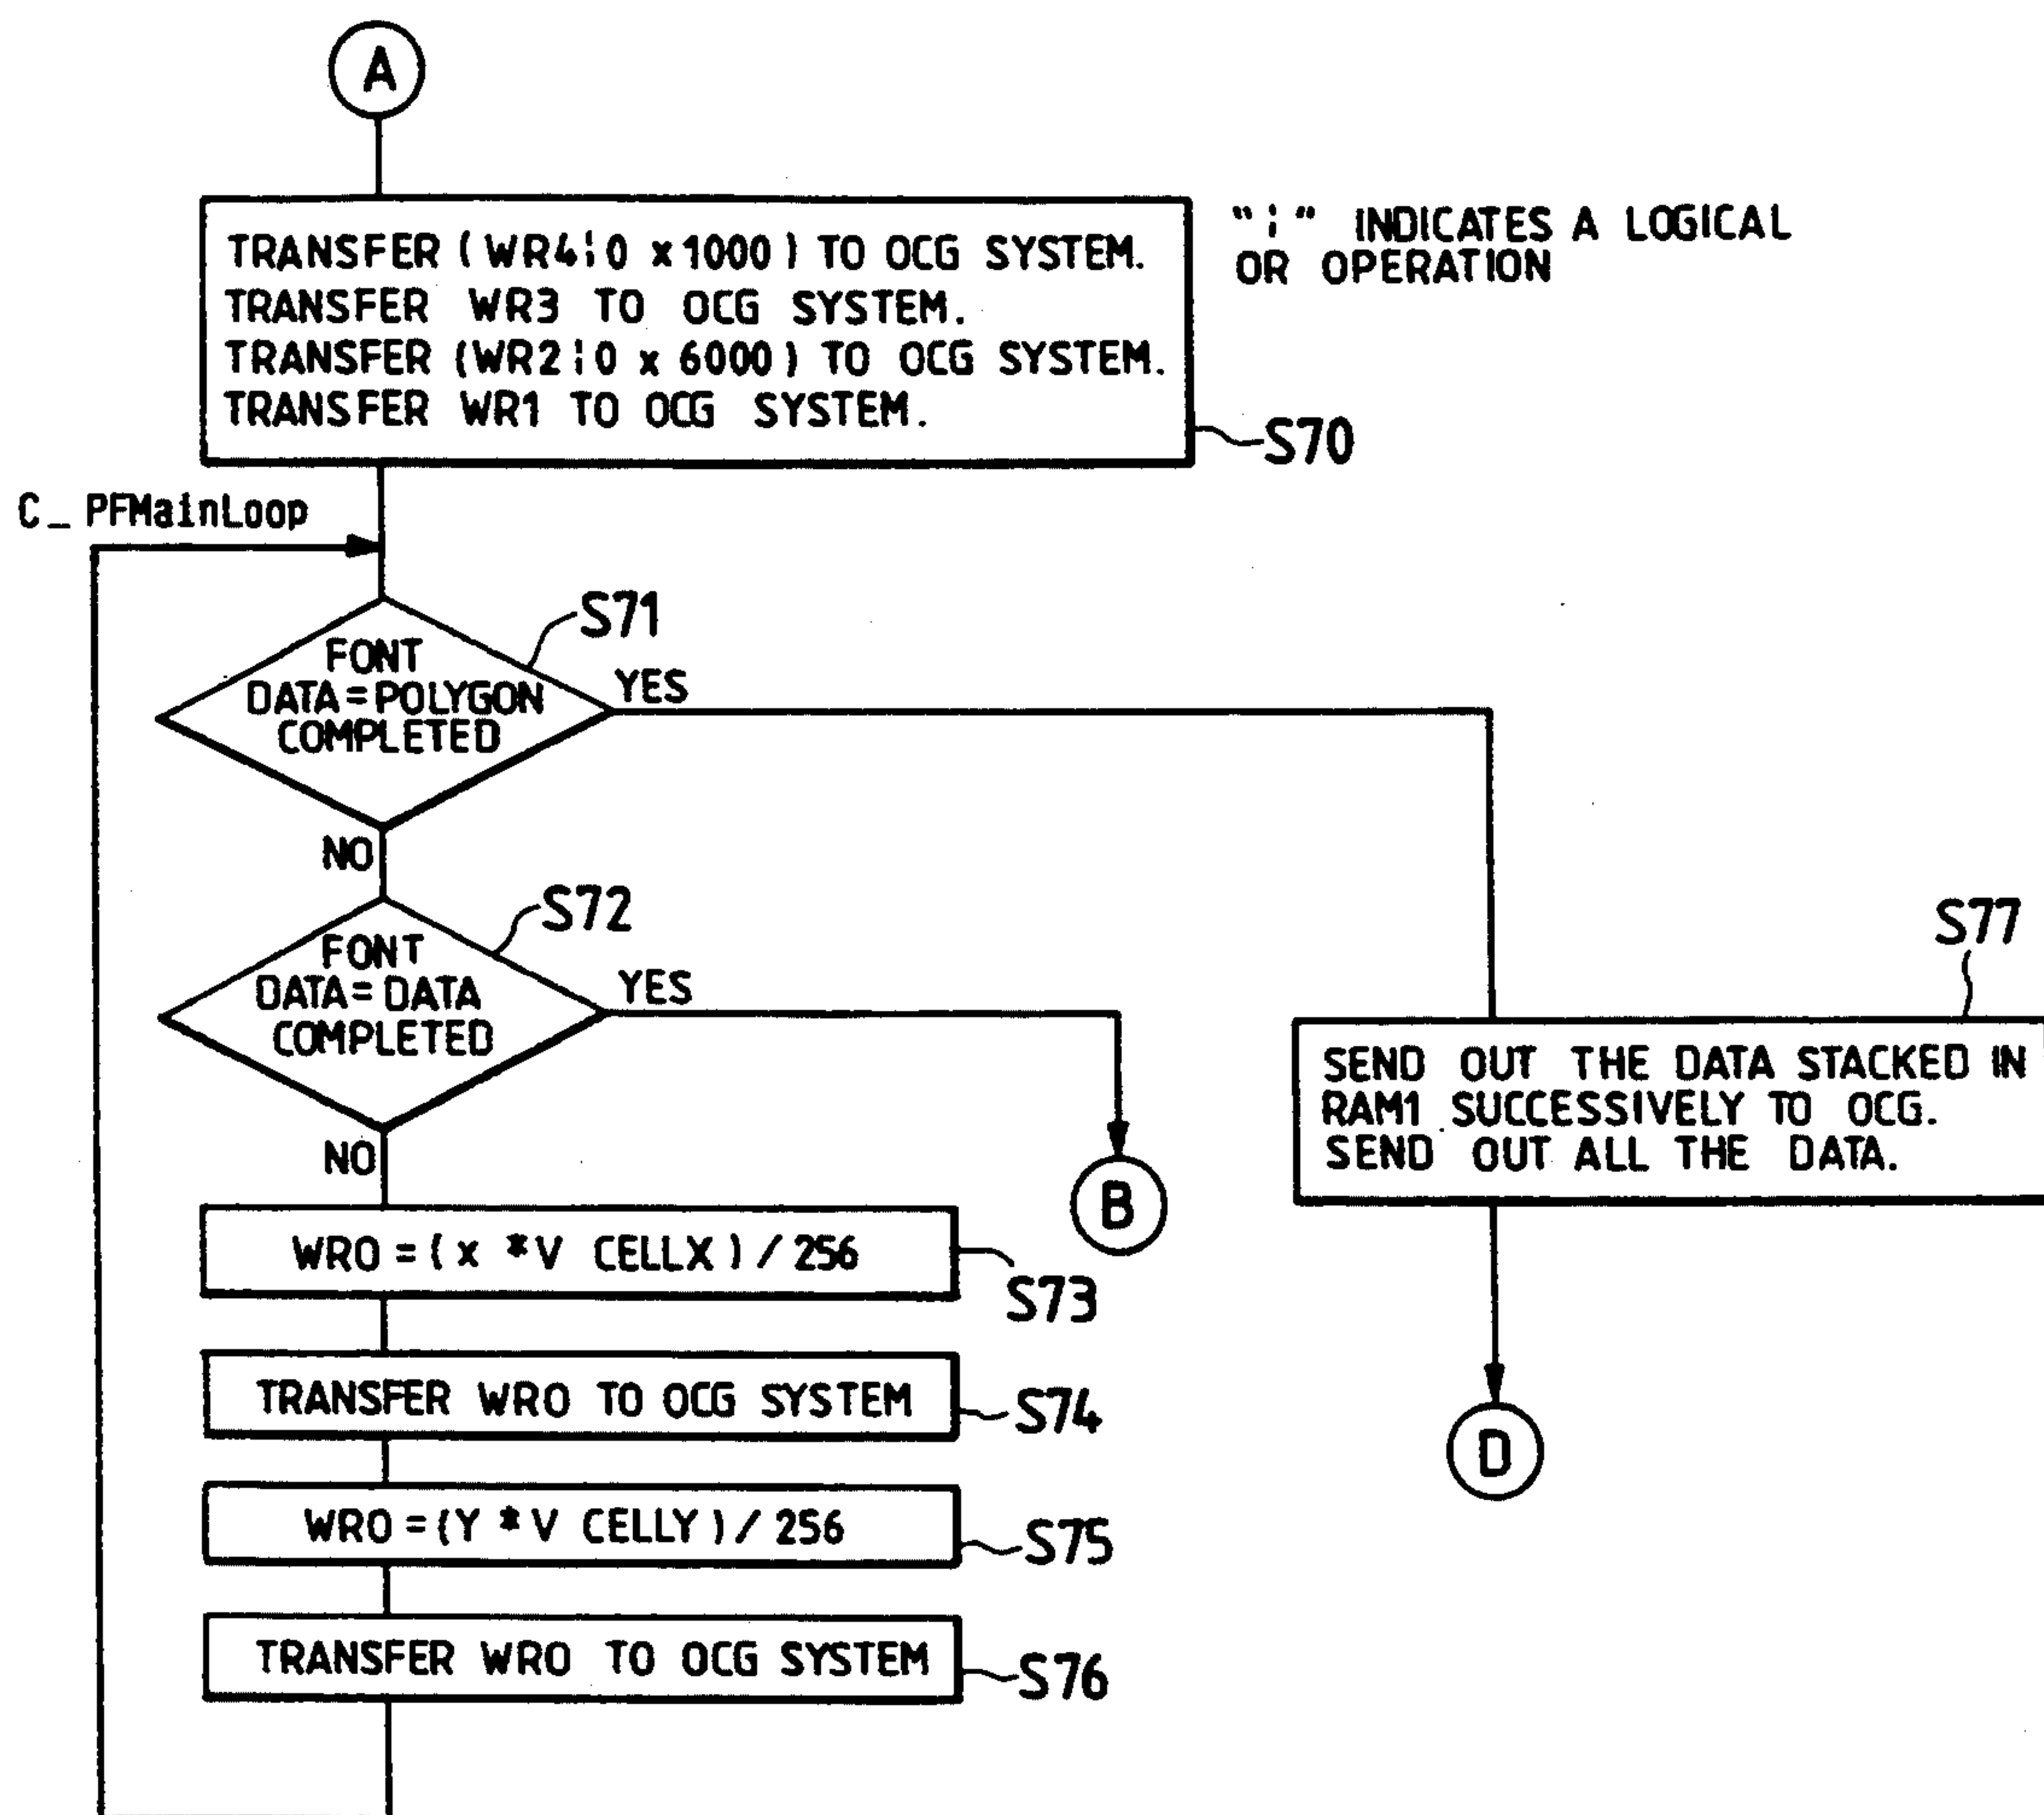 A
TRANSFER (WR4¦0 x1000) TO OCG SYSTEM.
TRANSFER WR3 TO OCG SYSTEM.
TRANSFER (WR2¦0 x 6000) TO OCG SYSTEM.
TRANSFER WR1 TO OCG SYSTEM.
"¦" INDICATES A LOGICAL
OR OPERATION
S70
C_ PFMainLoop
S71
FONT
DATA=POLYGON
COMPLETED
YES
NO
S72
FONT
DATA=DATA
COMPLETED
YES
NO
B
S77
SEND OUT THE DATA STACKED IN
RAM1 SUCCESSIVELY TO OCG.
SEND OUT ALL THE DATA.
D
WR0=(x *V CELLX)/256
S73
TRANSFER WR0 TO OCG SYSTEM
S74
WR0=(Y *V CELLY)/256
S75
TRANSFER WR0 TO OCG SYSTEM
S76